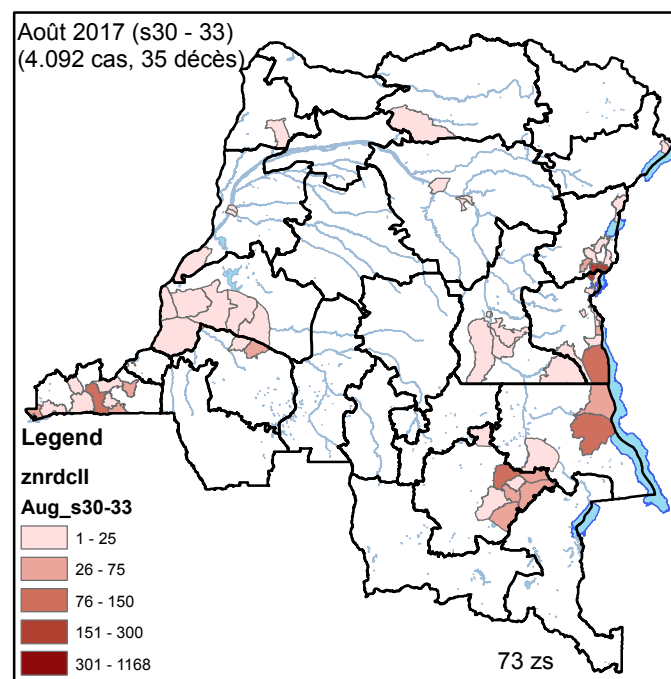 Août 2017 (s30 - 33)
(4.092 cas, 35 décès)
Legend
znrdcII
Aug_s30-33
1 - 25
26 - 75
76 - 150
151 - 300
301 - 1168
73 zs